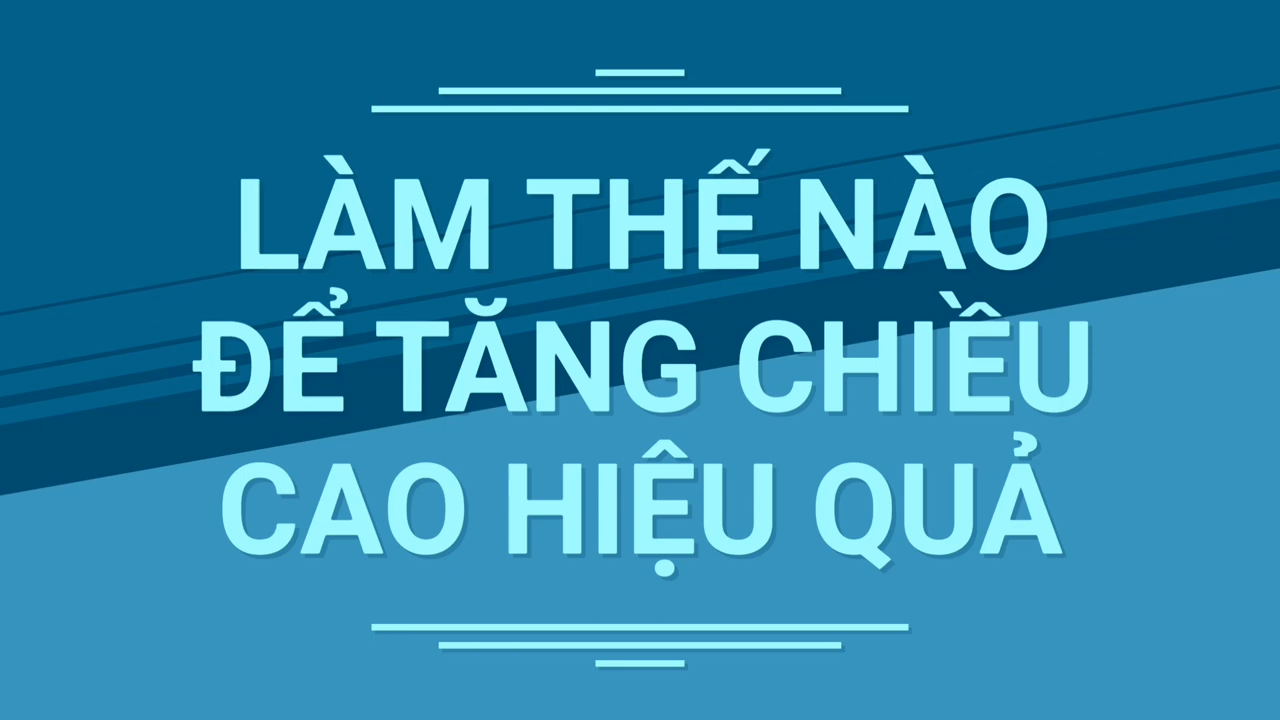 LÀM THẾ NÀO
ĐỂ TĂNG CHIỀU
CAO HIỆU QUẢ